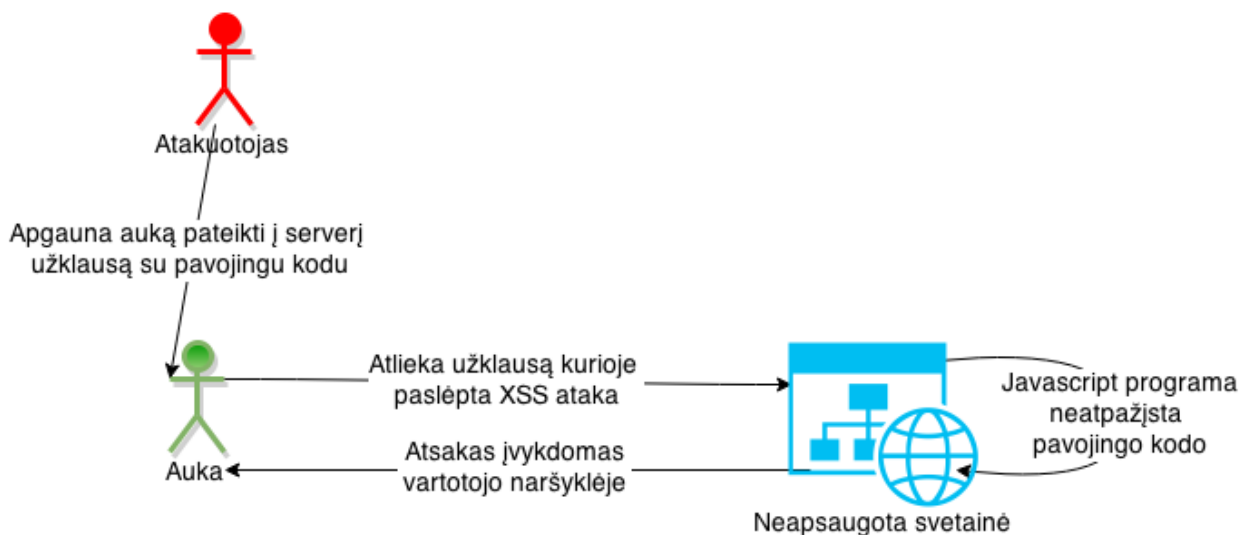 Atakuotojas
Apgauna auką pateikti į serverį
užklausą su pavojingu kodu
Atlieka užklausą kurioje
paslėpta XSS ataka
Javascript programa
neatpažįsta
pavojingo kodo
Atsakas įvykdomas
vartotojo naršyklėje
Auka
Neapsaugota svetainė